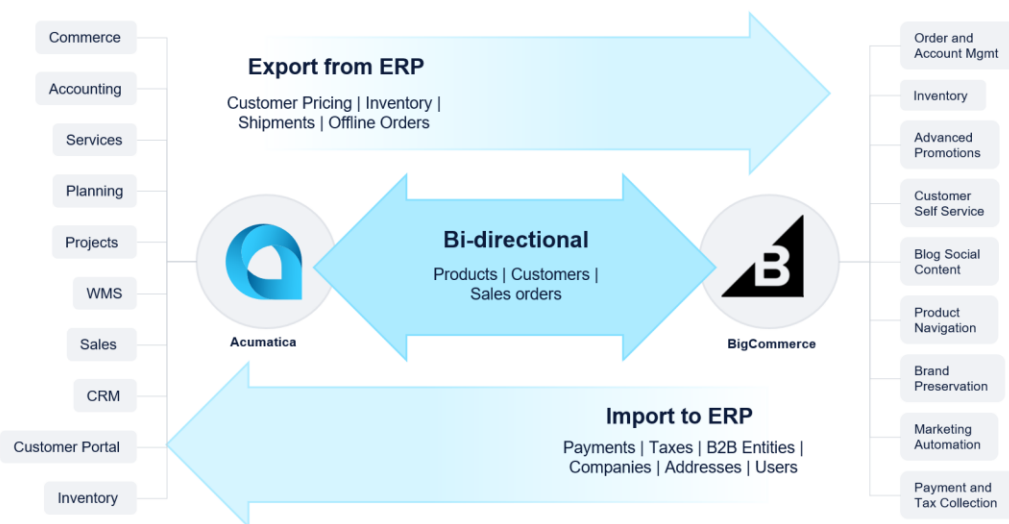 Commerce
Accounting
Services
Planning
Projects
WMS
Sales
CRM
Customer Portal
Inventory
Export from ERP
Customer Pricing | Inventory |
Shipments | Offline Orders
Acumatica
Bi-directional
Products | Customers |
Sales orders
B
BigCommerce
Import to ERP
Payments | Taxes | B2B Entities |
Companies | Addresses | Users
Order and
Account Mgmt
Inventory
Advanced
Promotions
Customer
Self Service
Blog Social
Content
Product
Navigation
Brand
Preservation
Marketing
Automation
Payment and
Tax Collection